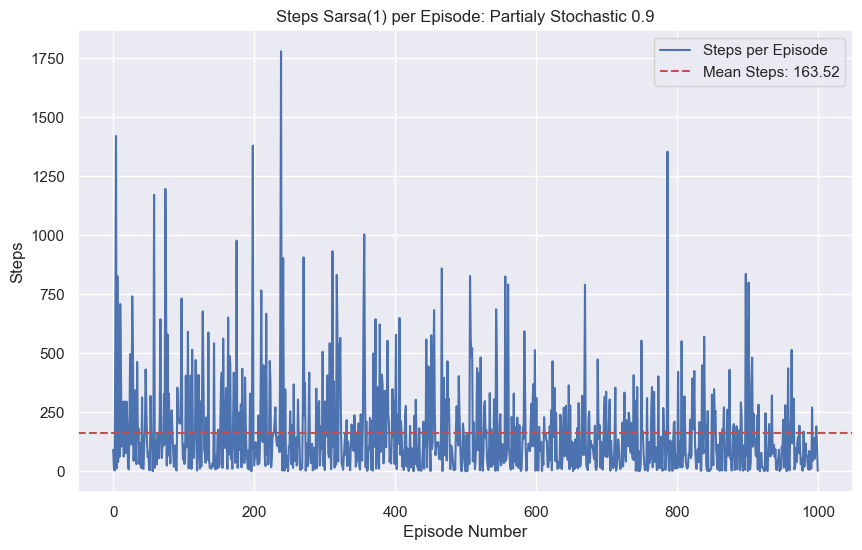 Steps Sarsa(1) per Episode: Partialy Stochastic 0.9
Steps per Episode
Mean Steps: 163.52
Steps
1750
1500
1250
1000
750
500
250
0
0
200
400
600
800
1000
Episode Number